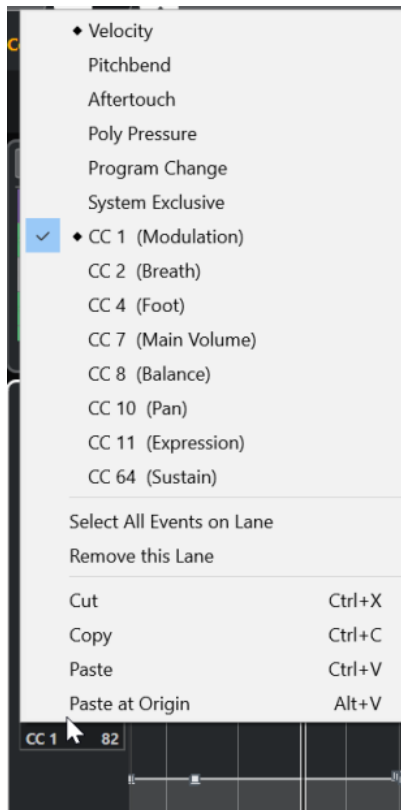 ◆ Velocity
Pitchbend
Aftertouch
Poly Pressure
Program Change
System Exclusive
✓ ◆ CC 1 (Modulation)
CC 2 (Breath)
CC 4 (Foot)
CC 7 (Main Volume)
CC 8 (Balance)
CC 10 (Pan)
CC 11 (Expression)
CC 64 (Sustain)
Select All Events on Lane
Remove this Lane
Cut Ctrl+X
Copy Ctrl+C
Paste Ctrl+V
Paste at Origin Alt+V
CC 1 82